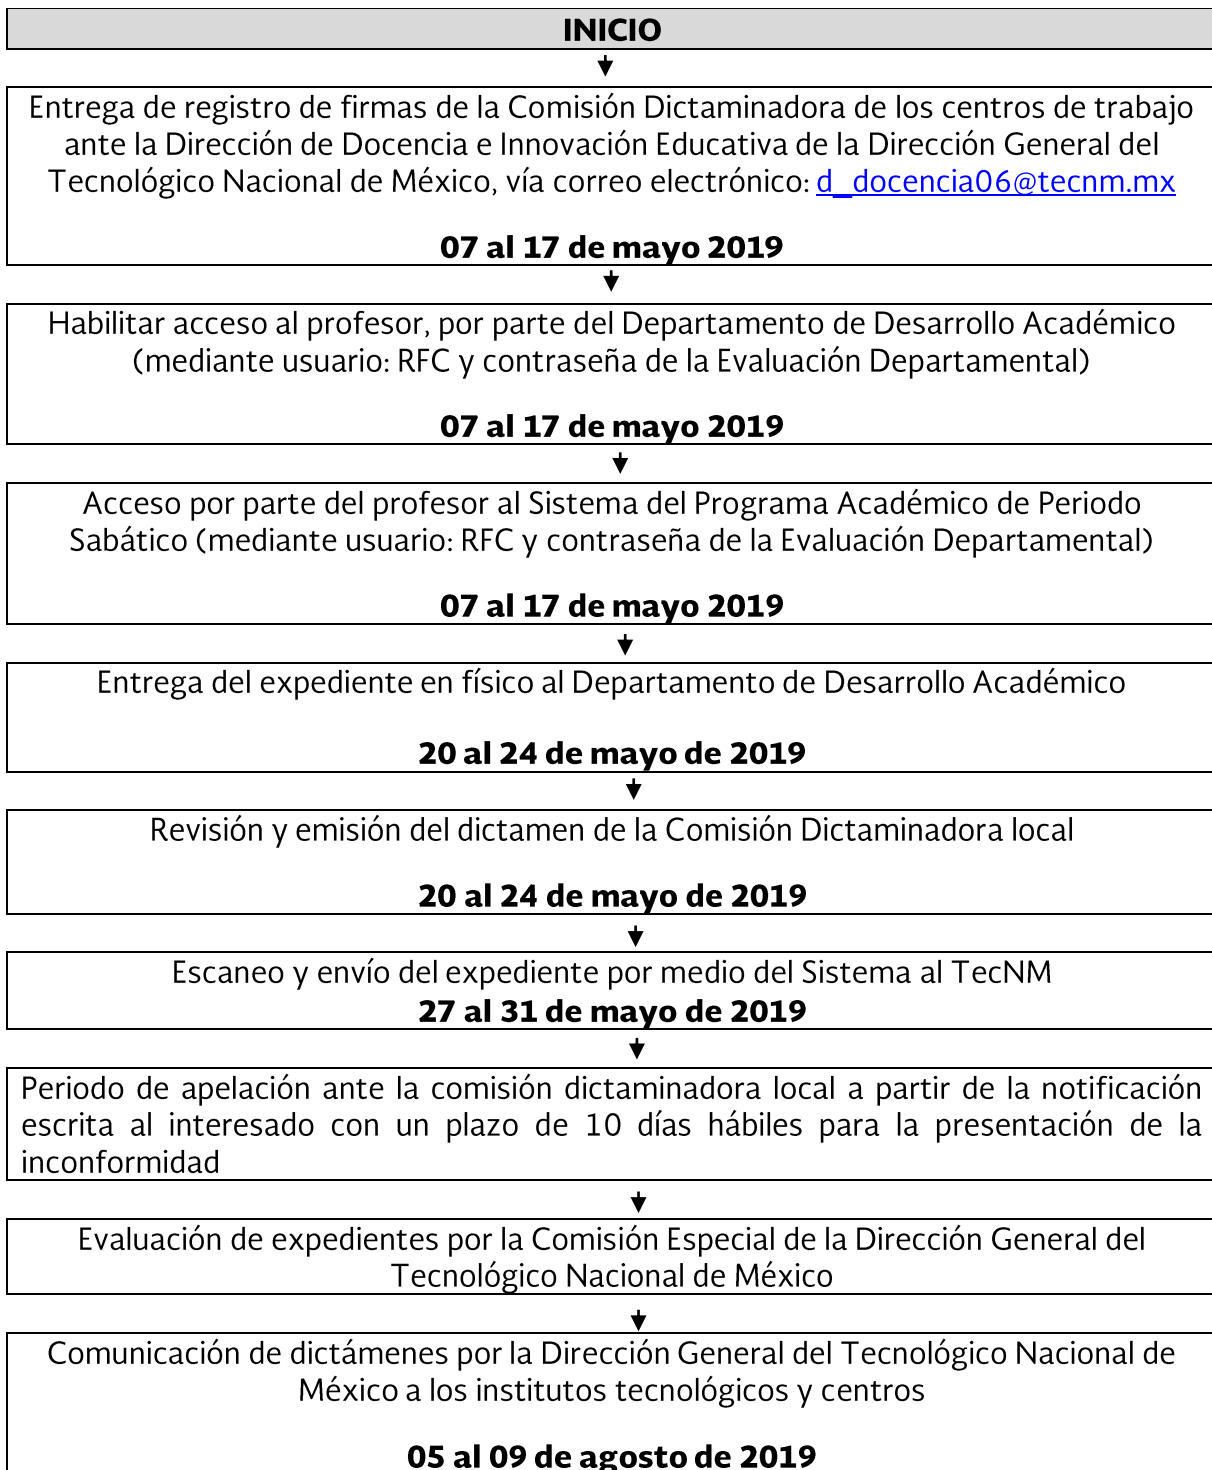 INICIO
Entrega de registro de firmas de la Comisión Dictaminadora de los centros de trabajo
ante la Dirección de Docencia e Innovación Educativa de la Dirección General del
Tecnológico Nacional de México, vía correo electrónico: d_docencia06@tecnm.mx
07 al 17 de mayo 2019
Habilitar acceso al profesor, por parte del Departamento de Desarrollo Académico
(mediante usuario: RFC y contraseña de la Evaluación Departamental)
07 al 17 de mayo 2019
Acceso por parte del profesor al Sistema del Programa Académico de Periodo
Sabático (mediante usuario: RFC y contraseña de la Evaluación Departamental)
07 al 17 de mayo 2019
Entrega del expediente en físico al Departamento de Desarrollo Académico
20 al 24 de mayo de 2019
Revisión y emisión del dictamen de la Comisión Dictaminadora local
20 al 24 de mayo de 2019
Escaneo y envío del expediente por medio del Sistema al TecNM
27 al 31 de mayo de 2019
Periodo de apelación ante la comisión dictaminadora local a partir de la notificación
escrita al interesado con un plazo de 10 días hábiles para la presentación de la
inconformidad
Evaluación de expedientes por la Comisión Especial de la Dirección General del
Tecnológico Nacional de México
Comunicación de dictámenes por la Dirección General del Tecnológico Nacional de
México a los institutos tecnológicos y centros
05 al 09 de agosto de 2019